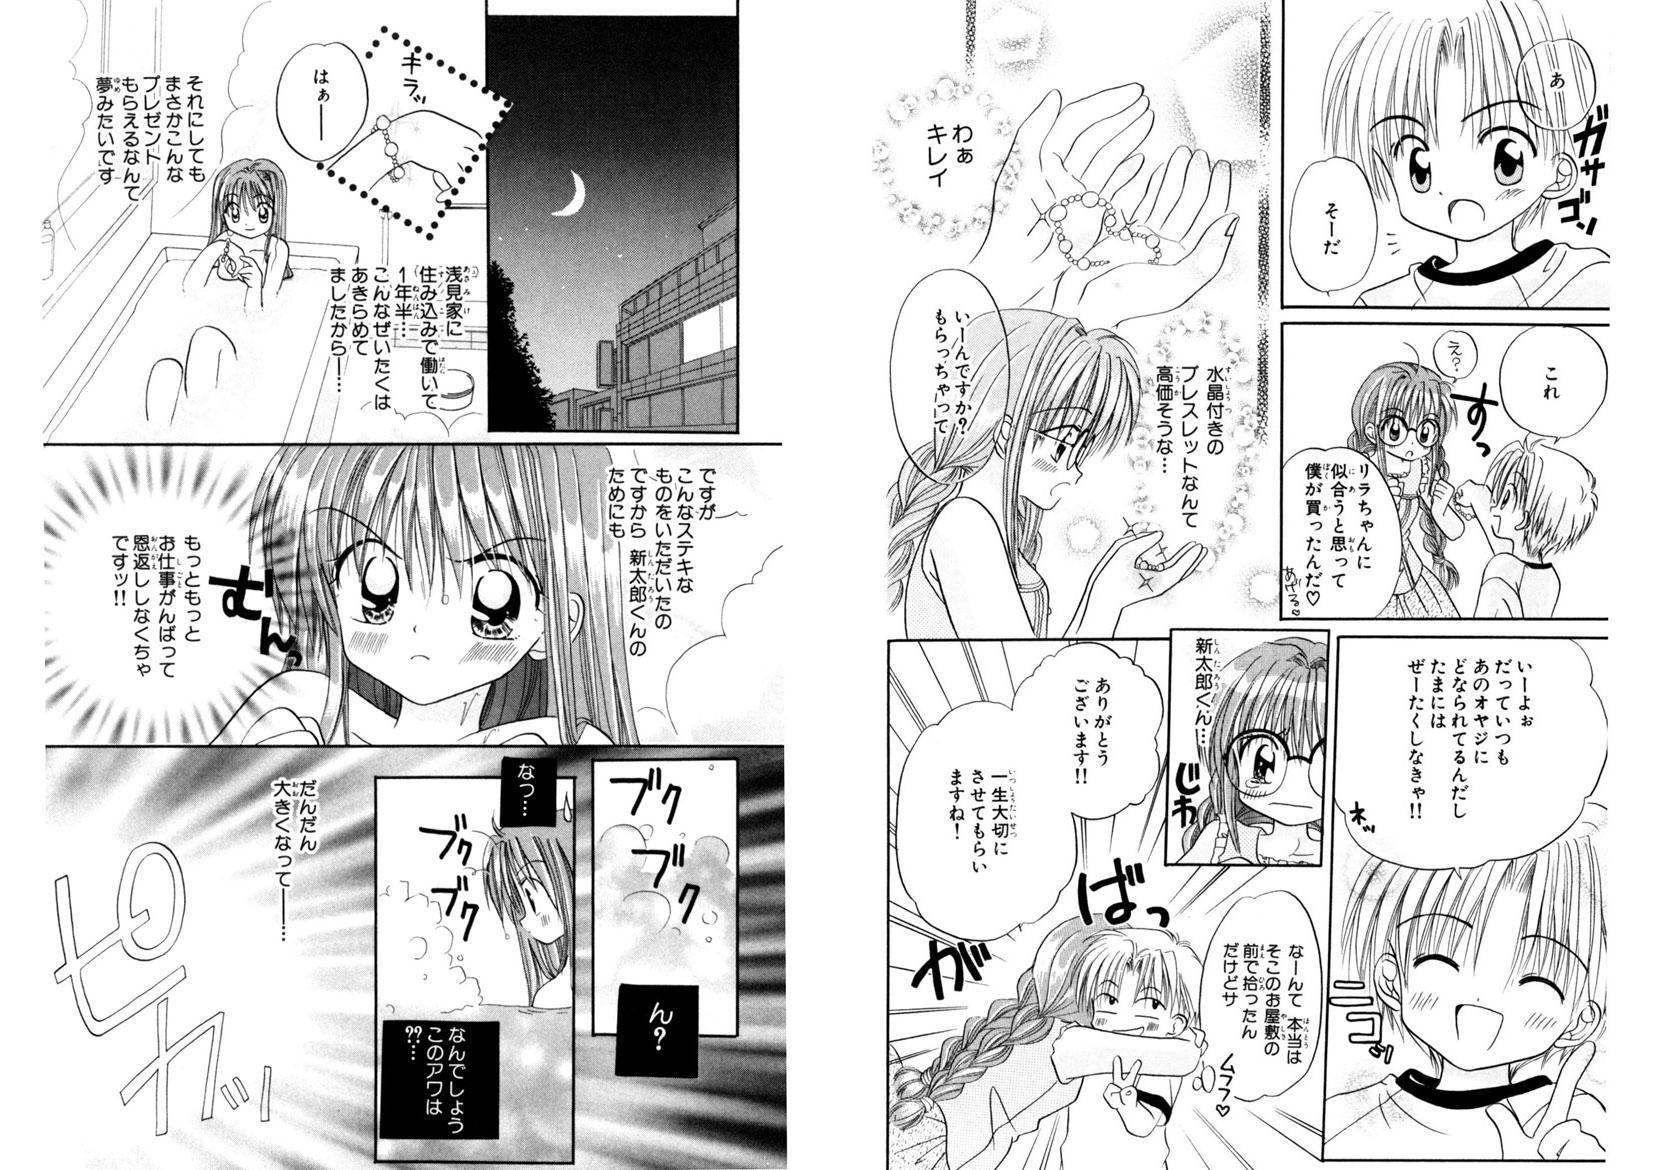 あ
ガサゴソ
そーだ
これ
え?
すっ
リラちゃんに
似合うと思って
僕が買ったんだ♡
あげる♡
わぁ
キレイ
水晶付きの
ブレスレットなんて
高価そうな…
いーんですか?
もらっちゃって
いーよぉ
だっていつも
あのオヤジに
どなられてるんだし
たまには
ぜーたくしなきゃ!!
ネッ
ニコッ
新太郎くん…
じわ
ありがとう
ございます!!
一生大切に
させてもらい
ますね!
がばっ
なーんて 本当は
そこのお屋敷の
前で拾ったん
だけどサ
ムフフ♡
キラッ
はぁー
それにしても
まさかこんな
プレゼント
もらえるなんて
夢みたいです
浅見家に
住み込みで働いて
1年半…
こんなぜいたくは
あきらめて
ましたから―…
ですが
こんなステキな
ものをいただいたの
ですから 新太郎くんの
ためにも
もっともっと
お仕事がんばって
恩返ししなくちゃ
ですッ!!
むんっ
ブク
ブク
ん?
なっ…
ブク
ブク
なんでしょう
このアワは
??…
だんだん
大きくなって―――…
ピカッ